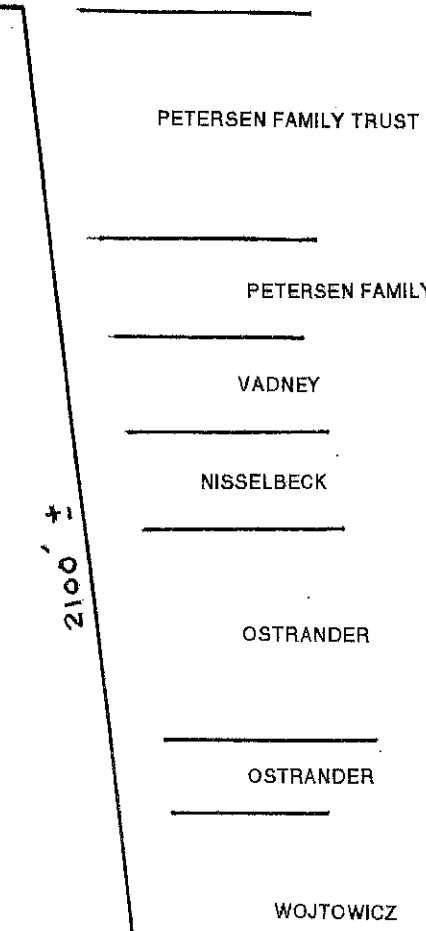 PETERSEN FAMILY TRUST
PETERSEN FAMILY
VADNEY
NISSELBECK
2100' ±
OSTRANDER
OSTRANDER
WOJTOWICZ